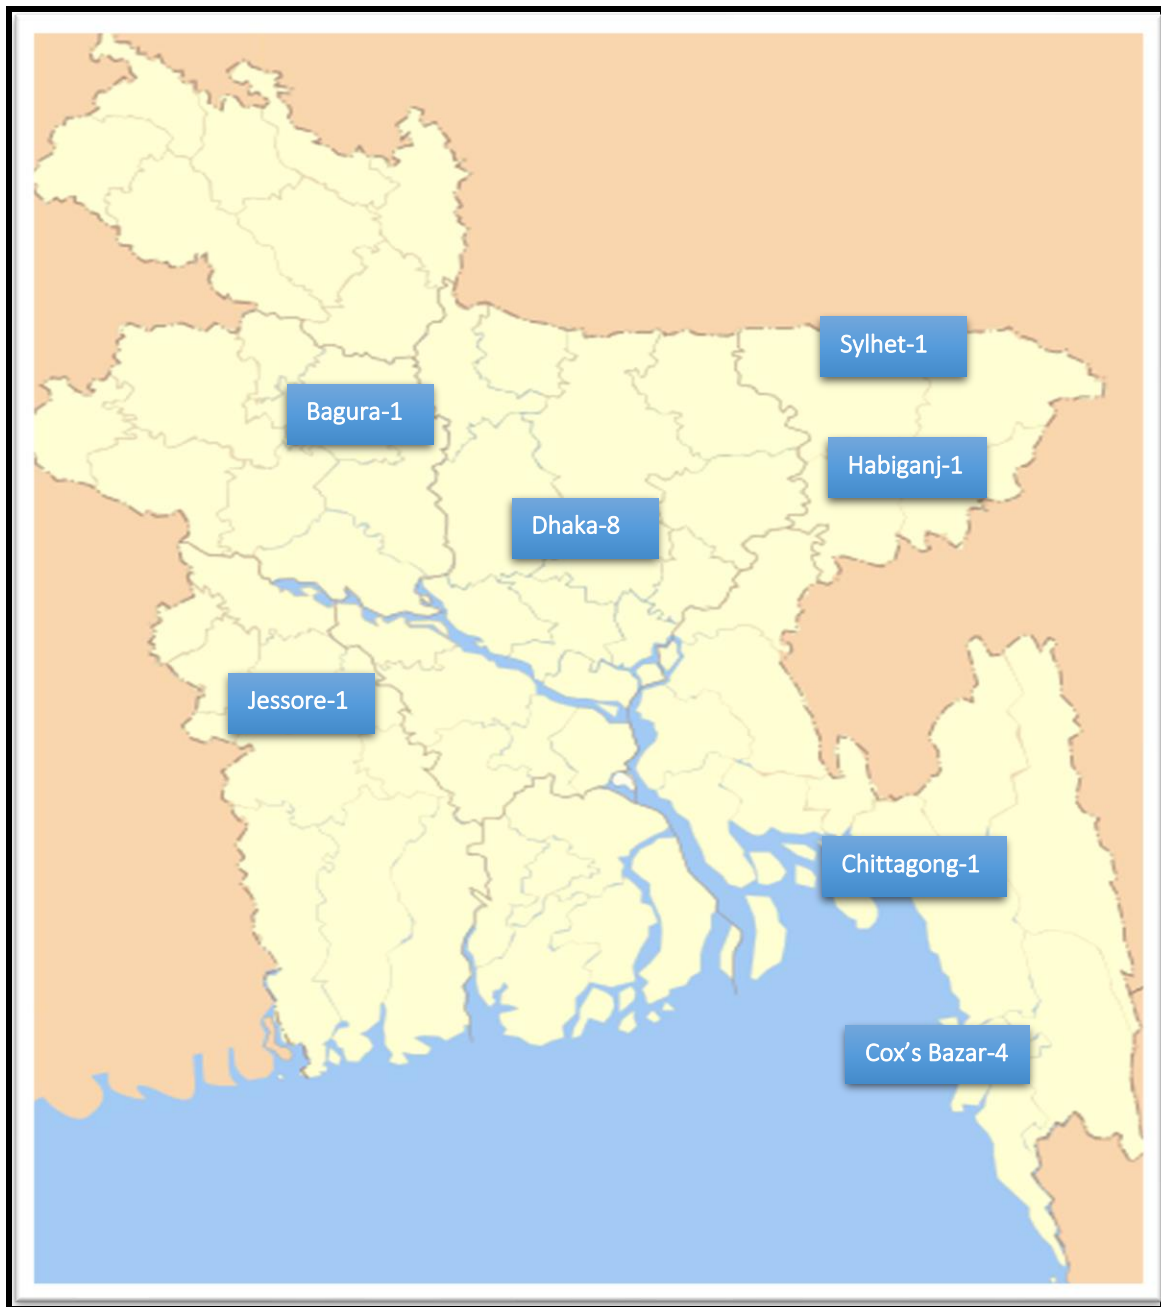 Sylhet-1
Bagura-1
Habiganj-1
Dhaka-8
Jessore-1
Chittagong-1
Cox’s Bazar-4